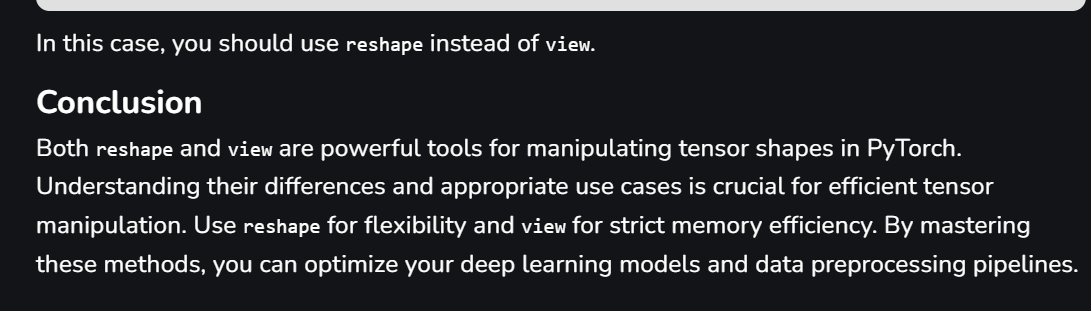 In this case, you should use reshape instead of view.
Conclusion
Both reshape and view are powerful tools for manipulating tensor shapes in PyTorch.
Understanding their differences and appropriate use cases is crucial for efficient tensor
manipulation. Use reshape for flexibility and view for strict memory efficiency. By mastering
these methods, you can optimize your deep learning models and data preprocessing pipelines.